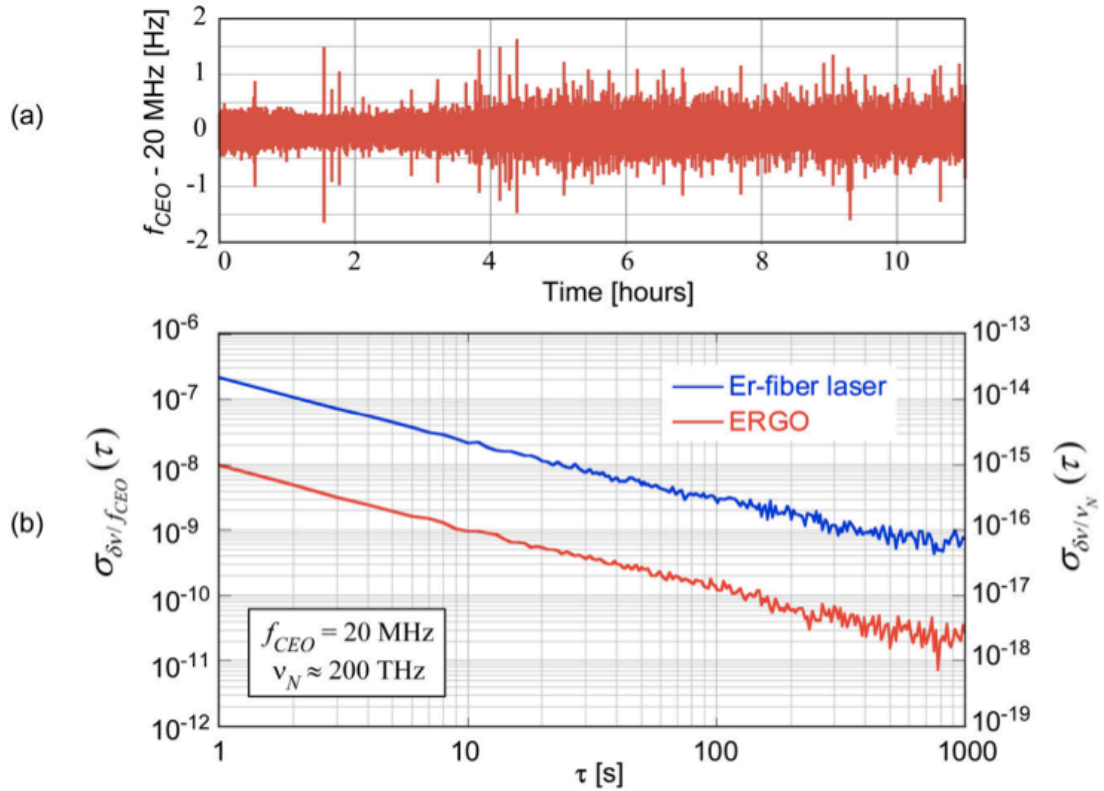 (a)
f_CEO - 20 MHz [Hz]
2
1
0
-1
-2
0 2 4 6 8 10
Time [hours]
(b)
σ_δν/f_CEO (τ)
10^-6
10^-7
10^-8
10^-9
10^-10
10^-11
10^-12
Er-fiber laser
ERGO
f_CEO = 20 MHz
ν_N ≈ 200 THz
10^-13
10^-14
10^-15
10^-16
10^-17
10^-18
10^-19
σ_δν/ν_N (τ)
1 10 100 1000
τ [s]